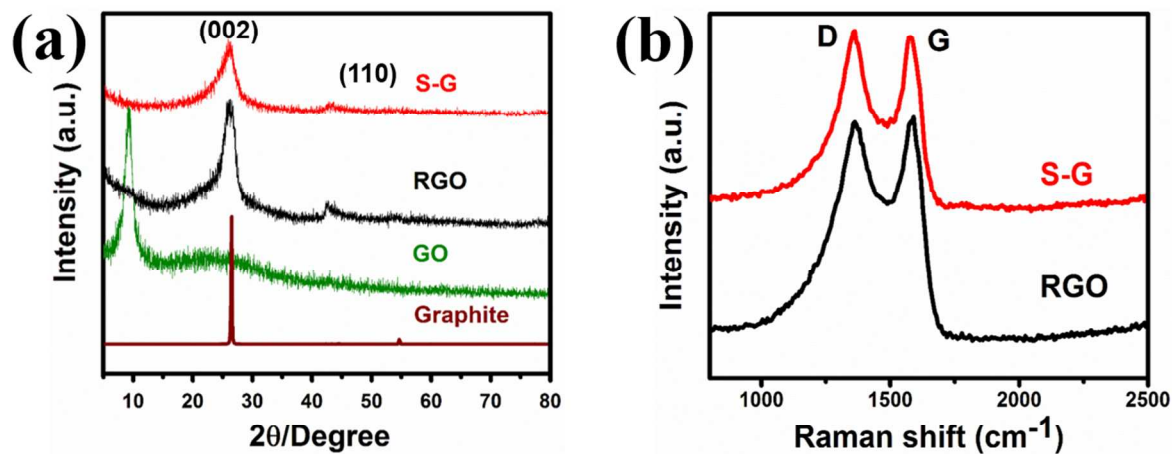 (a)
(002)
(110)
S-G
RGO
GO
Graphite
Intensity (a.u.)
10 20 30 40 50 60 70 80
2θ/Degree
(b)
D G
S-G
RGO
Intensity (a.u.)
1000 1500 2000 2500
Raman shift (cm⁻¹)